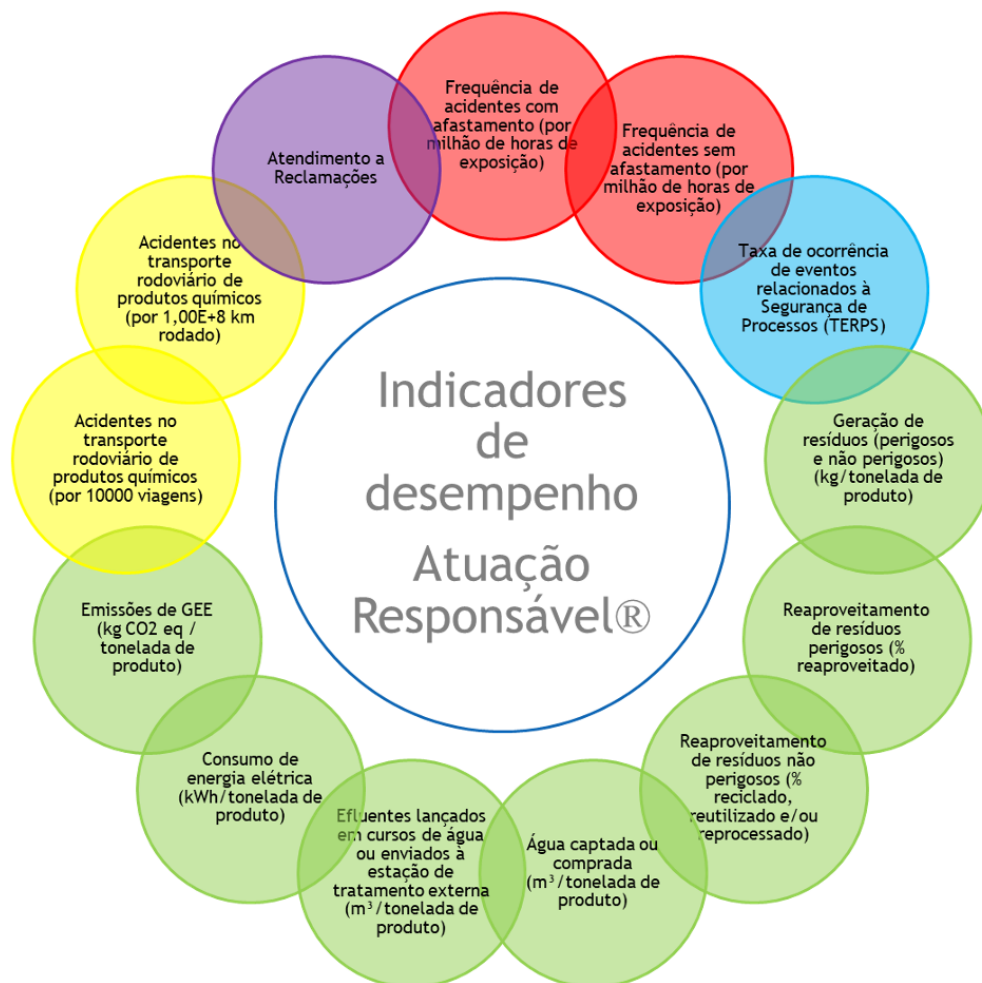 Frequência de
acidentes com
afastamento (por
milhão de horas de
exposição)
Frequência de
acidentes sem
afastamento (por
milhão de horas de
exposição)
Taxa de ocorrência
de eventos
relacionados à
Segurança de
Processos (TERPS)
Geração de
resíduos (perigosos
e não perigosos)
(kg/tonelada de
produto)
Reaproveitamento
de resíduos
perigosos (%
reaproveitado)
Reaproveitamento
de resíduos não
perigosos (%
reciclado,
reutilizado e/ou
reprocessado)
Água captada ou
comprada
(m³/tonelada de
produto)
Efluentes lançados
em cursos de água
ou enviados à
estação de
tratamento externa
(m³/tonelada de
produto)
Consumo de
energia elétrica
(kWh/tonelada de
produto)
Emissões de GEE
(kg CO2 eq /
tonelada de
produto)
Acidentes no
transporte
rodoviário de
produtos químicos
(por 10000 viagens)
Acidentes no
transporte
rodoviário de
produtos químicos
(por 1,00E+8 km
rodado)
Atendimento a
Reclamações
Indicadores
de
desempenho
Atuação
Responsável®